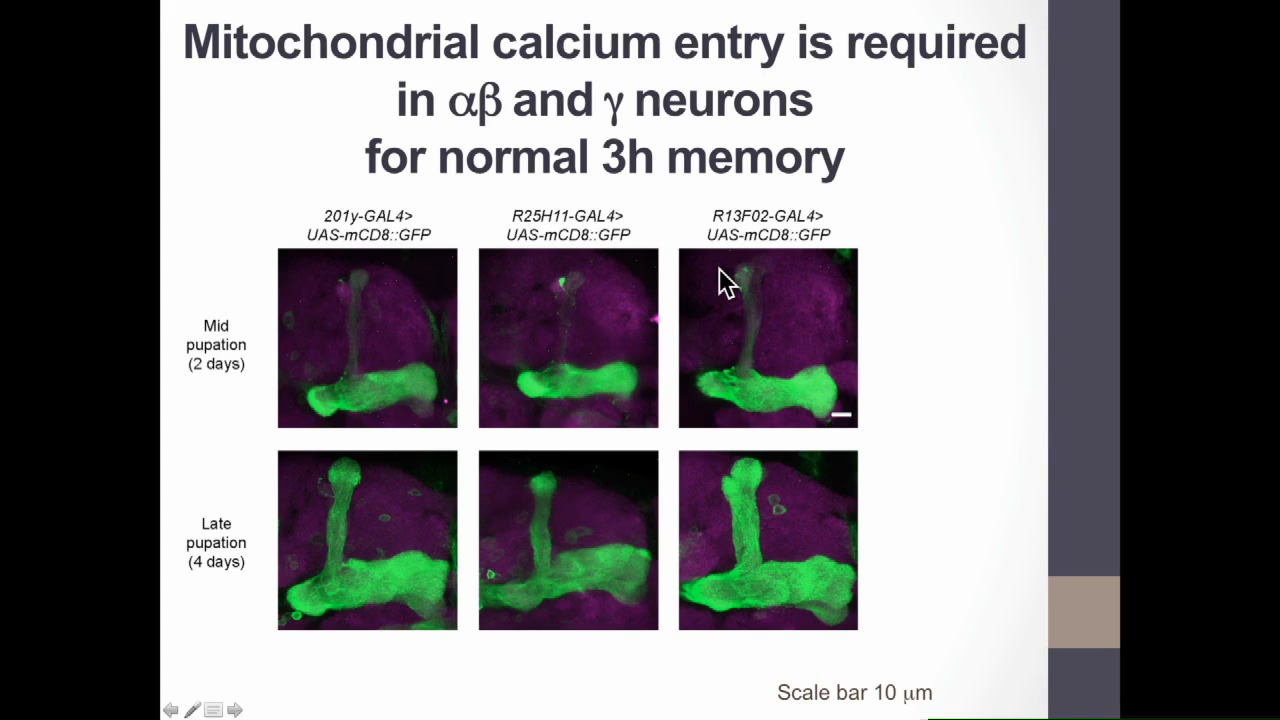 Mitochondrial calcium entry is required
in αβ and γ neurons
for normal 3h memory
201y-GAL4>
UAS-mCD8::GFP
R25H11-GAL4>
UAS-mCD8::GFP
R13F02-GAL4>
UAS-mCD8::GFP
Mid
pupation
(2 days)
Late
pupation
(4 days)
Scale bar 10 μm